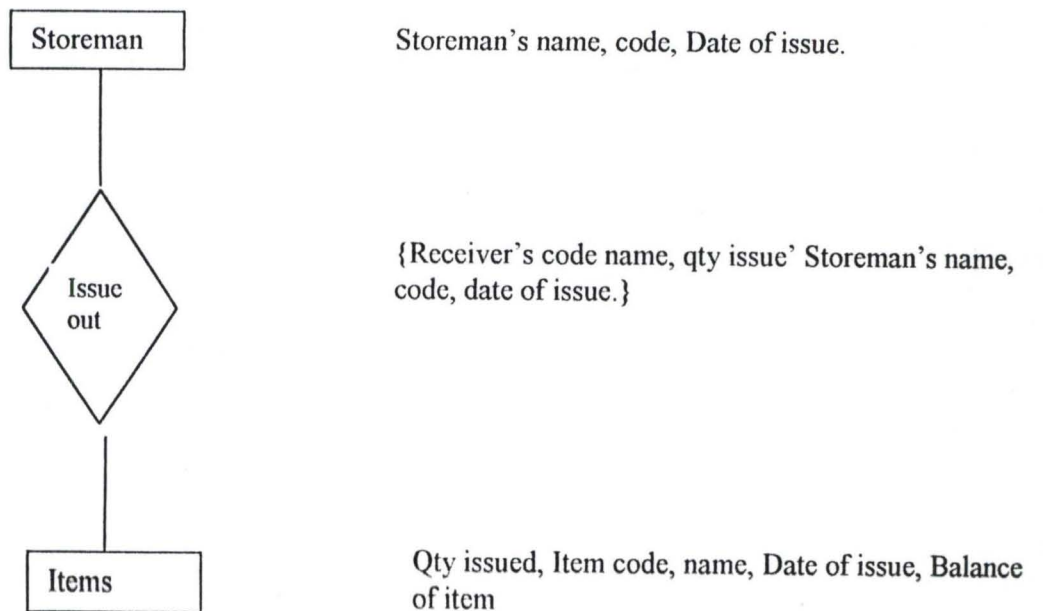 Storeman
Storeman's name, code, Date of issue.
{Receiver's code name, qty issue' Storeman's name,
code, date of issue.}
Issue
out
Items
Qty issued, Item code, name, Date of issue, Balance
of item